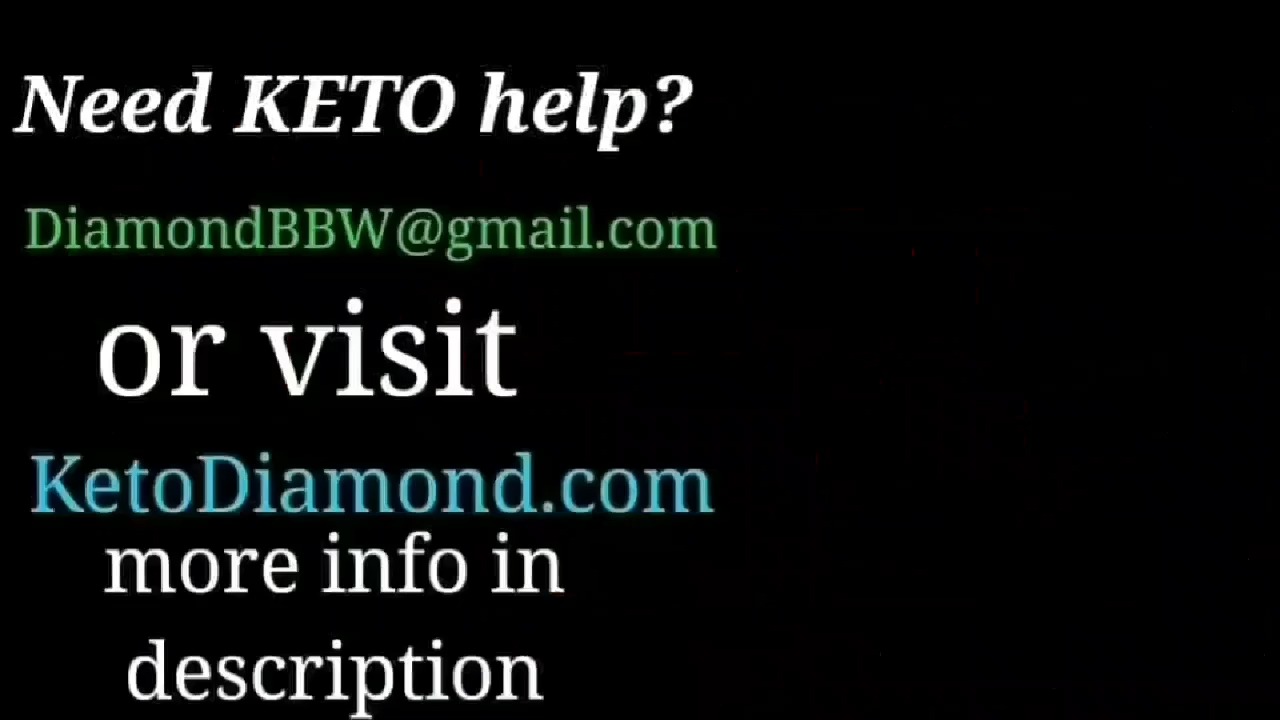 Need KETO help?
DiamondBBW@gmail.com
or visit
KetoDiamond.com
more info in
description